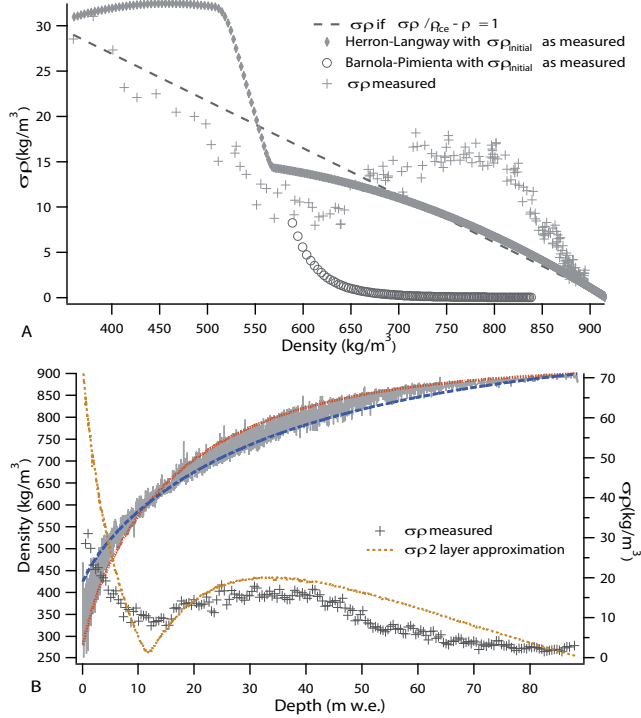 30
25
20
15
10
5
0
σρ(kg/m³)
σρ if σρ /ρice - ρ = 1
Herron-Langway with σρinitial as measured
Barnola-Pimienta with σρinitial as measured
σρ measured
400 450 500 550 600 650 700 750 800 850 900
Density (kg/m³)
A
900
850
800
750
700
650
600
550
500
450
400
350
300
250
Density (kg/m³)
σρ measured
σρ 2 layer approximation
70
60
50
40
30
20
10
0
σρ(kg/m³)
0 10 20 30 40 50 60 70 80
Depth (m w.e.)
B